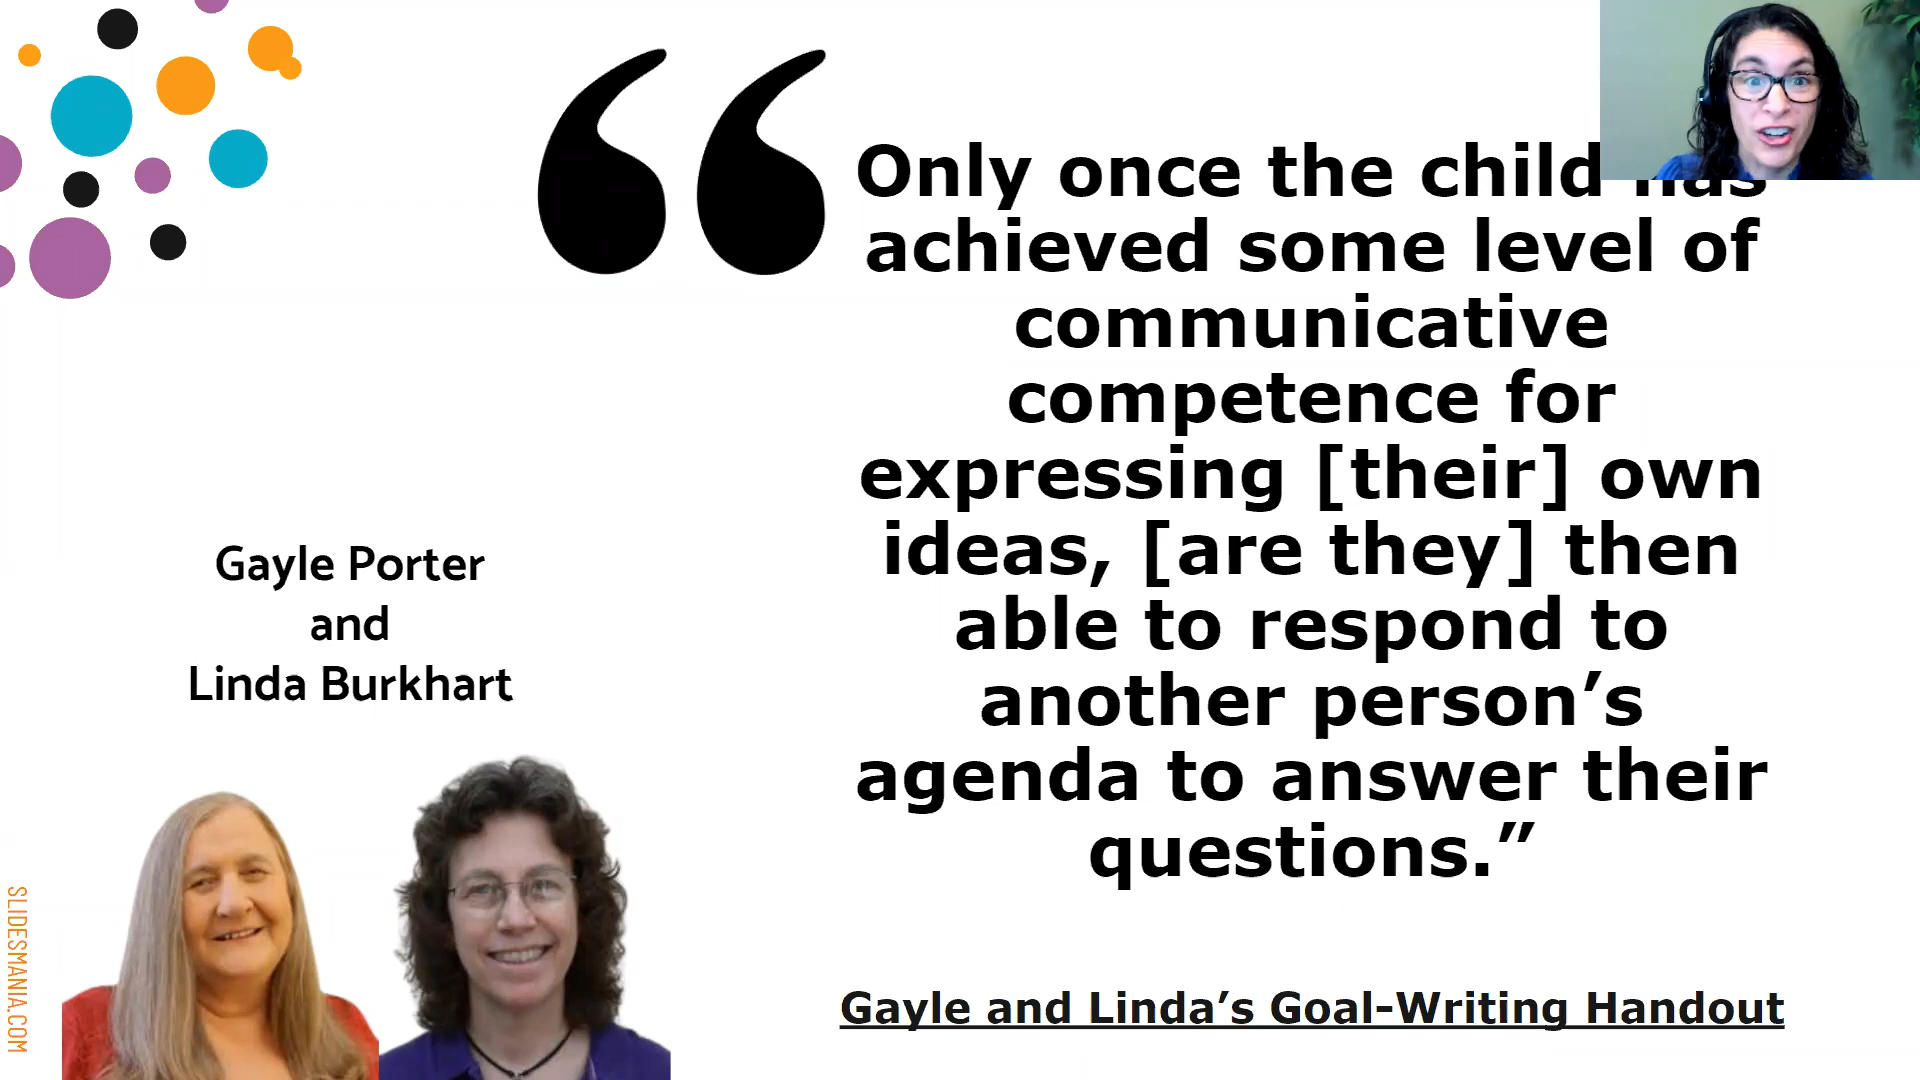 Only once the child has
achieved some level of
communicative
competence for
expressing [their] own
ideas, [are they] then
able to respond to
another person’s
agenda to answer their
questions.”
Gayle Porter
and
Linda Burkhart
Gayle and Linda’s Goal-Writing Handout
SLIDESMANIA.COM